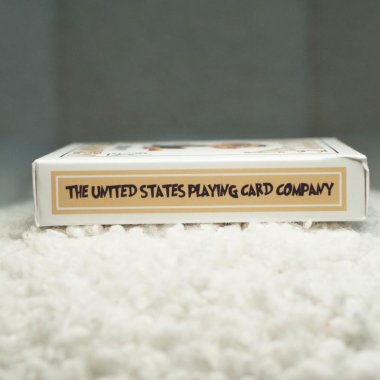 THE UNITED STATES PLAYING CARD COMPANY